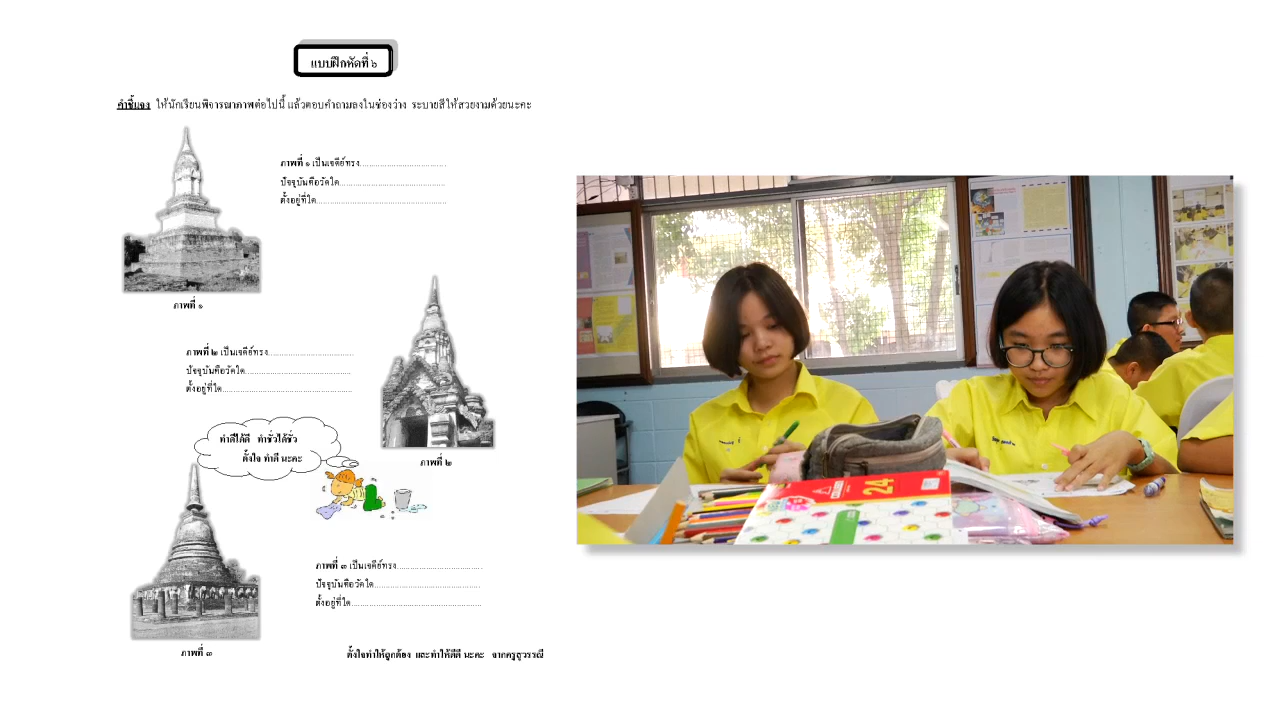 แบบฝึกหัดที่ ๖
คำชี้แจง ให้นักเรียนพิจารณาภาพต่อไปนี้ แล้วตอบคำถามลงในช่องว่าง ระบายสีให้สวยงามด้วยนะคะ
ภาพที่ ๑ เป็นเจดีย์ทรง......................................
ปัจจุบันคือวัดใด...............................................
ตั้งอยู่ที่ใด..........................................................
ภาพที่ ๑
ภาพที่ ๒ เป็นเจดีย์ทรง......................................
ปัจจุบันคือวัดใด...............................................
ตั้งอยู่ที่ใด..........................................................
ภาพที่ ๒
ทำดีได้ดี ทำชั่วได้ชั่ว
ตั้งใจ ทำดี นะคะ
ภาพที่ ๓ เป็นเจดีย์ทรง......................................
ปัจจุบันคือวัดใด...............................................
ตั้งอยู่ที่ใด..........................................................
ภาพที่ ๓
ตั้งใจทำให้ถูกต้อง และทำให้ดีดี นะคะ จากครูสุวรรณี
24